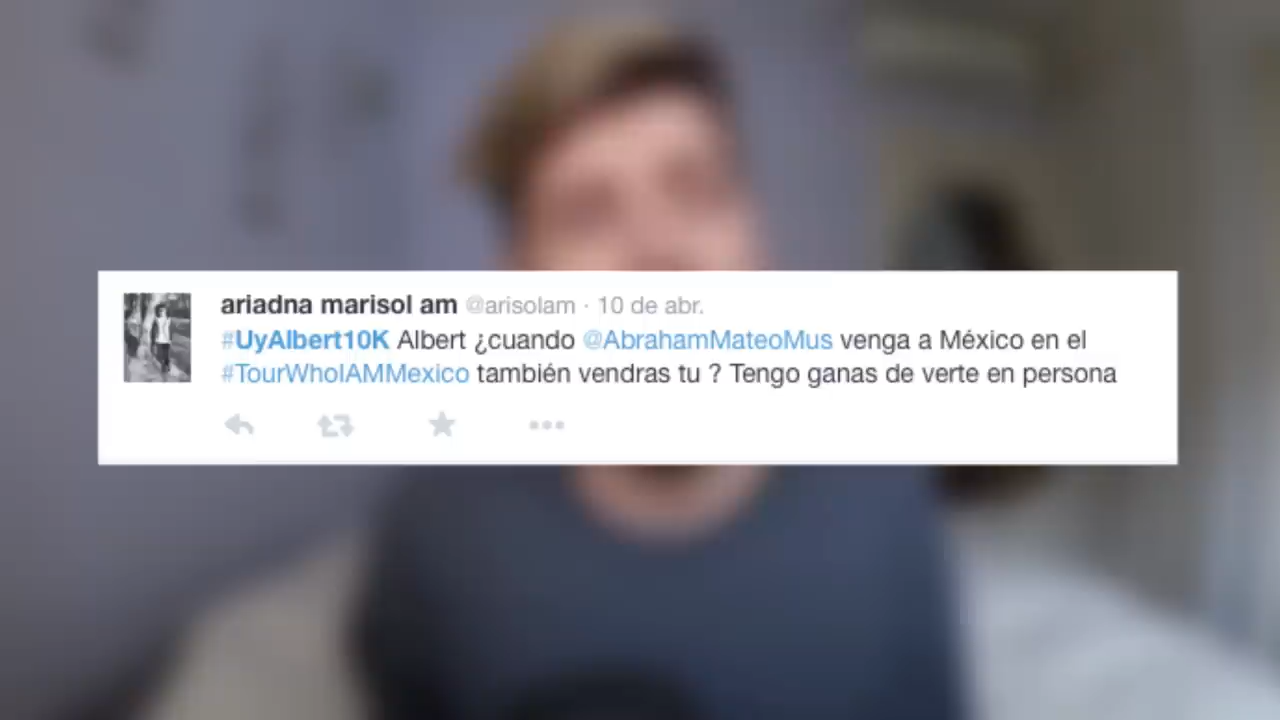 ariadna marisol am @arisolam · 10 de abr.
#UyAlbert10K Albert ¿cuando @AbrahamMateoMus venga a México en el
#TourWhoIAMMexico también vendras tu ? Tengo ganas de verte en persona